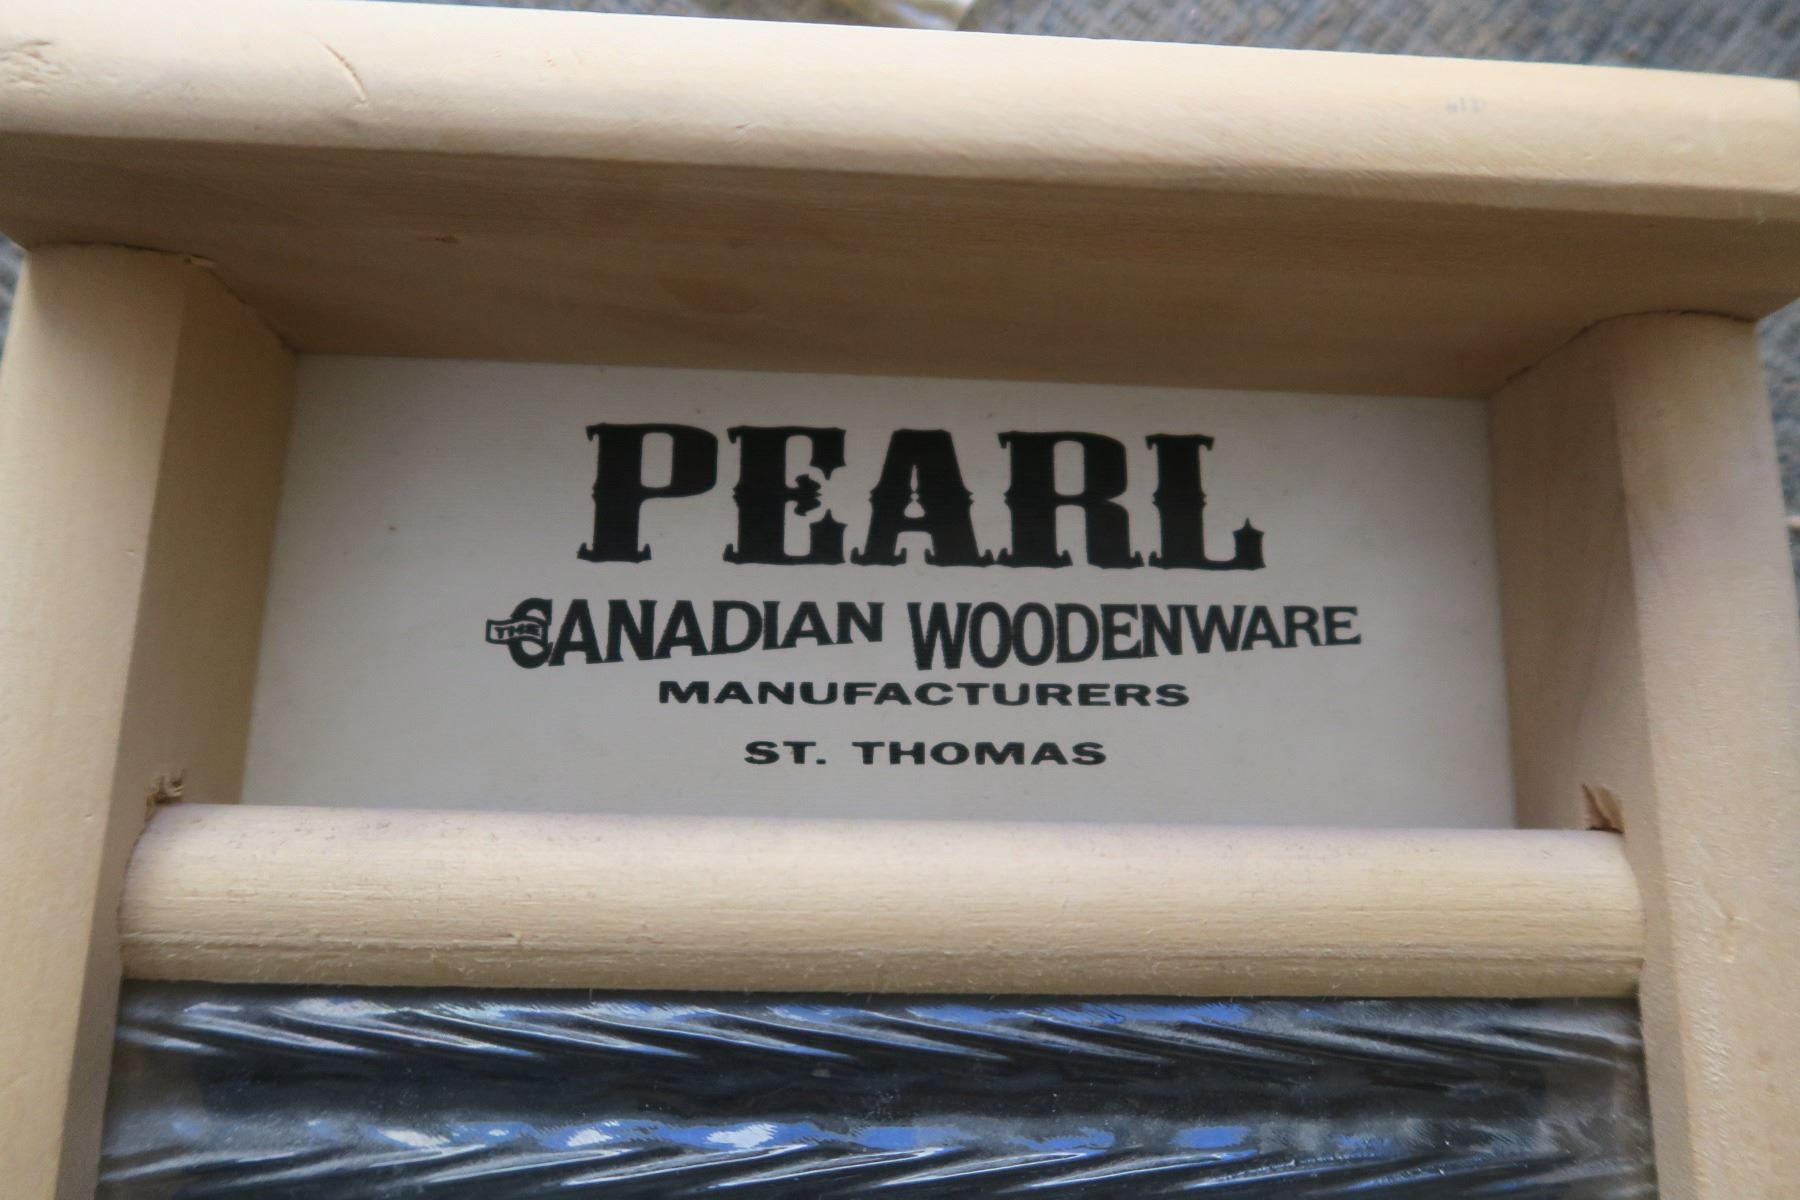 PEARL
THE CANADIAN WOODENWARE
MANUFACTURERS
ST. THOMAS